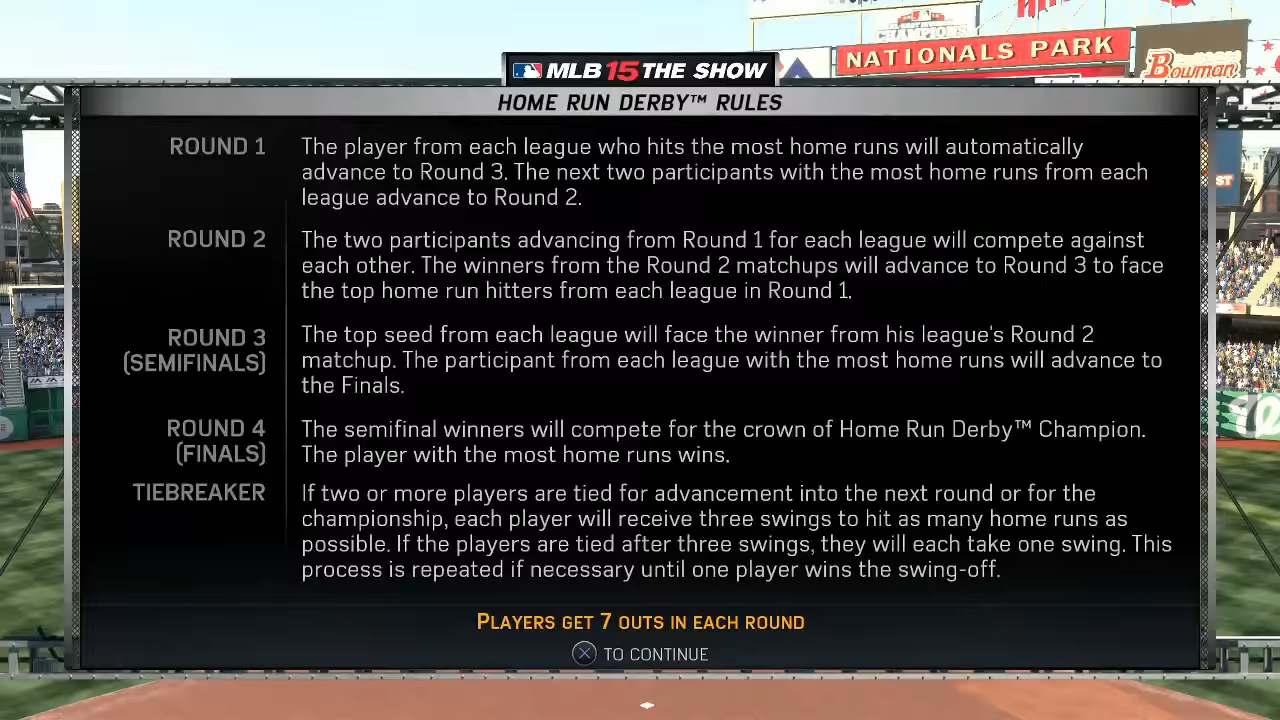 CHAMPIONS
NATIONALS PARK
Bowman
MLB 15 THE SHOW
HOME RUN DERBY™ RULES
ROUND 1
The player from each league who hits the most home runs will automatically
advance to Round 3. The next two participants with the most home runs from each
league advance to Round 2.
ROUND 2
The two participants advancing from Round 1 for each league will compete against
each other. The winners from the Round 2 matchups will advance to Round 3 to face
the top home run hitters from each league in Round 1.
ROUND 3
(SEMIFINALS)
The top seed from each league will face the winner from his league's Round 2
matchup. The participant from each league with the most home runs will advance to
the Finals.
ROUND 4
(FINALS)
The semifinal winners will compete for the crown of Home Run Derby™ Champion.
The player with the most home runs wins.
TIEBREAKER
If two or more players are tied for advancement into the next round or for the
championship, each player will receive three swings to hit as many home runs as
possible. If the players are tied after three swings, they will each take one swing. This
process is repeated if necessary until one player wins the swing-off.
PLAYERS GET 7 OUTS IN EACH ROUND
TO CONTINUE